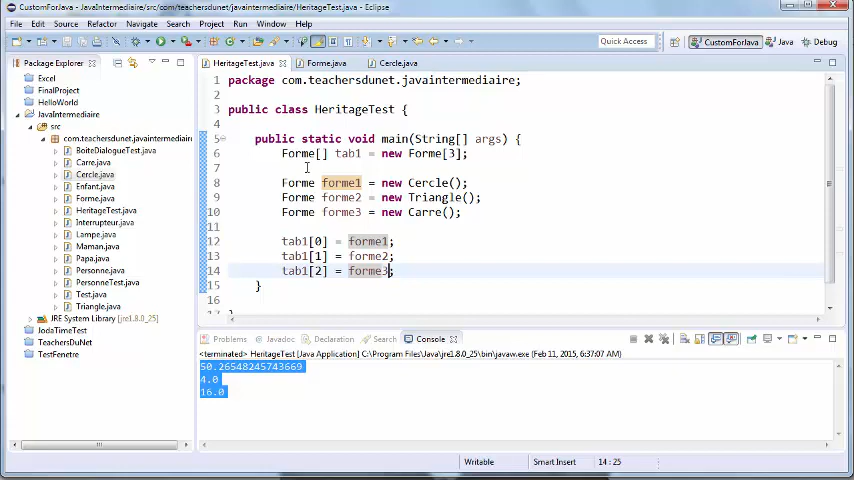 CustomForJava - JavaIntermediaire/src/com/teachersdunet/javaintermediaire/HeritageTest.java - Eclipse
File Edit Source Refactor Navigate Search Project Run Window Help
Quick Access
CustomForJava
Java
Debug
Package Explorer
Excel
FinalProject
HelloWorld
JavaIntermediaire
src
com.teachersdunet.javaintermediaire
BoiteDialogueTest.java
Carre.java
Cercle.java
Enfant.java
Forme.java
HeritageTest.java
Interrupteur.java
Lampe.java
Maman.java
Papa.java
Personne.java
Personnes.java
Test.java
Triangle.java
JRE System Library [jre1.8.0_25]
JodaTimeTest
TeachersDuNet
TestFenetre
HeritageTest.java
Forme.java
Cercle.java
1 package com.teachersdunet.javaintermediaire;
2
3 public class HeritageTest {
4
5 public static void main(String[] args) {
6 Forme[] tab1 = new Forme[3];
7
8 Forme forme1 = new Cercle();
9 Forme forme2 = new Triangle();
10 Forme forme3 = new Carre();
11
12 tab1[0] = forme1;
13 tab1[1] = forme2;
14 tab1[2] = forme3;
15 }
16
17 }
Problems
Javadoc
Declaration
Search
Console
<terminated> HeritageTest [Java Application] C:\Program Files\Java\jre1.8.0_25\bin\javaw.exe (Feb 11, 2015, 6:37:07 AM)
50.26548245743669
4.0
16.0
Writable
Smart Insert
14 : 25